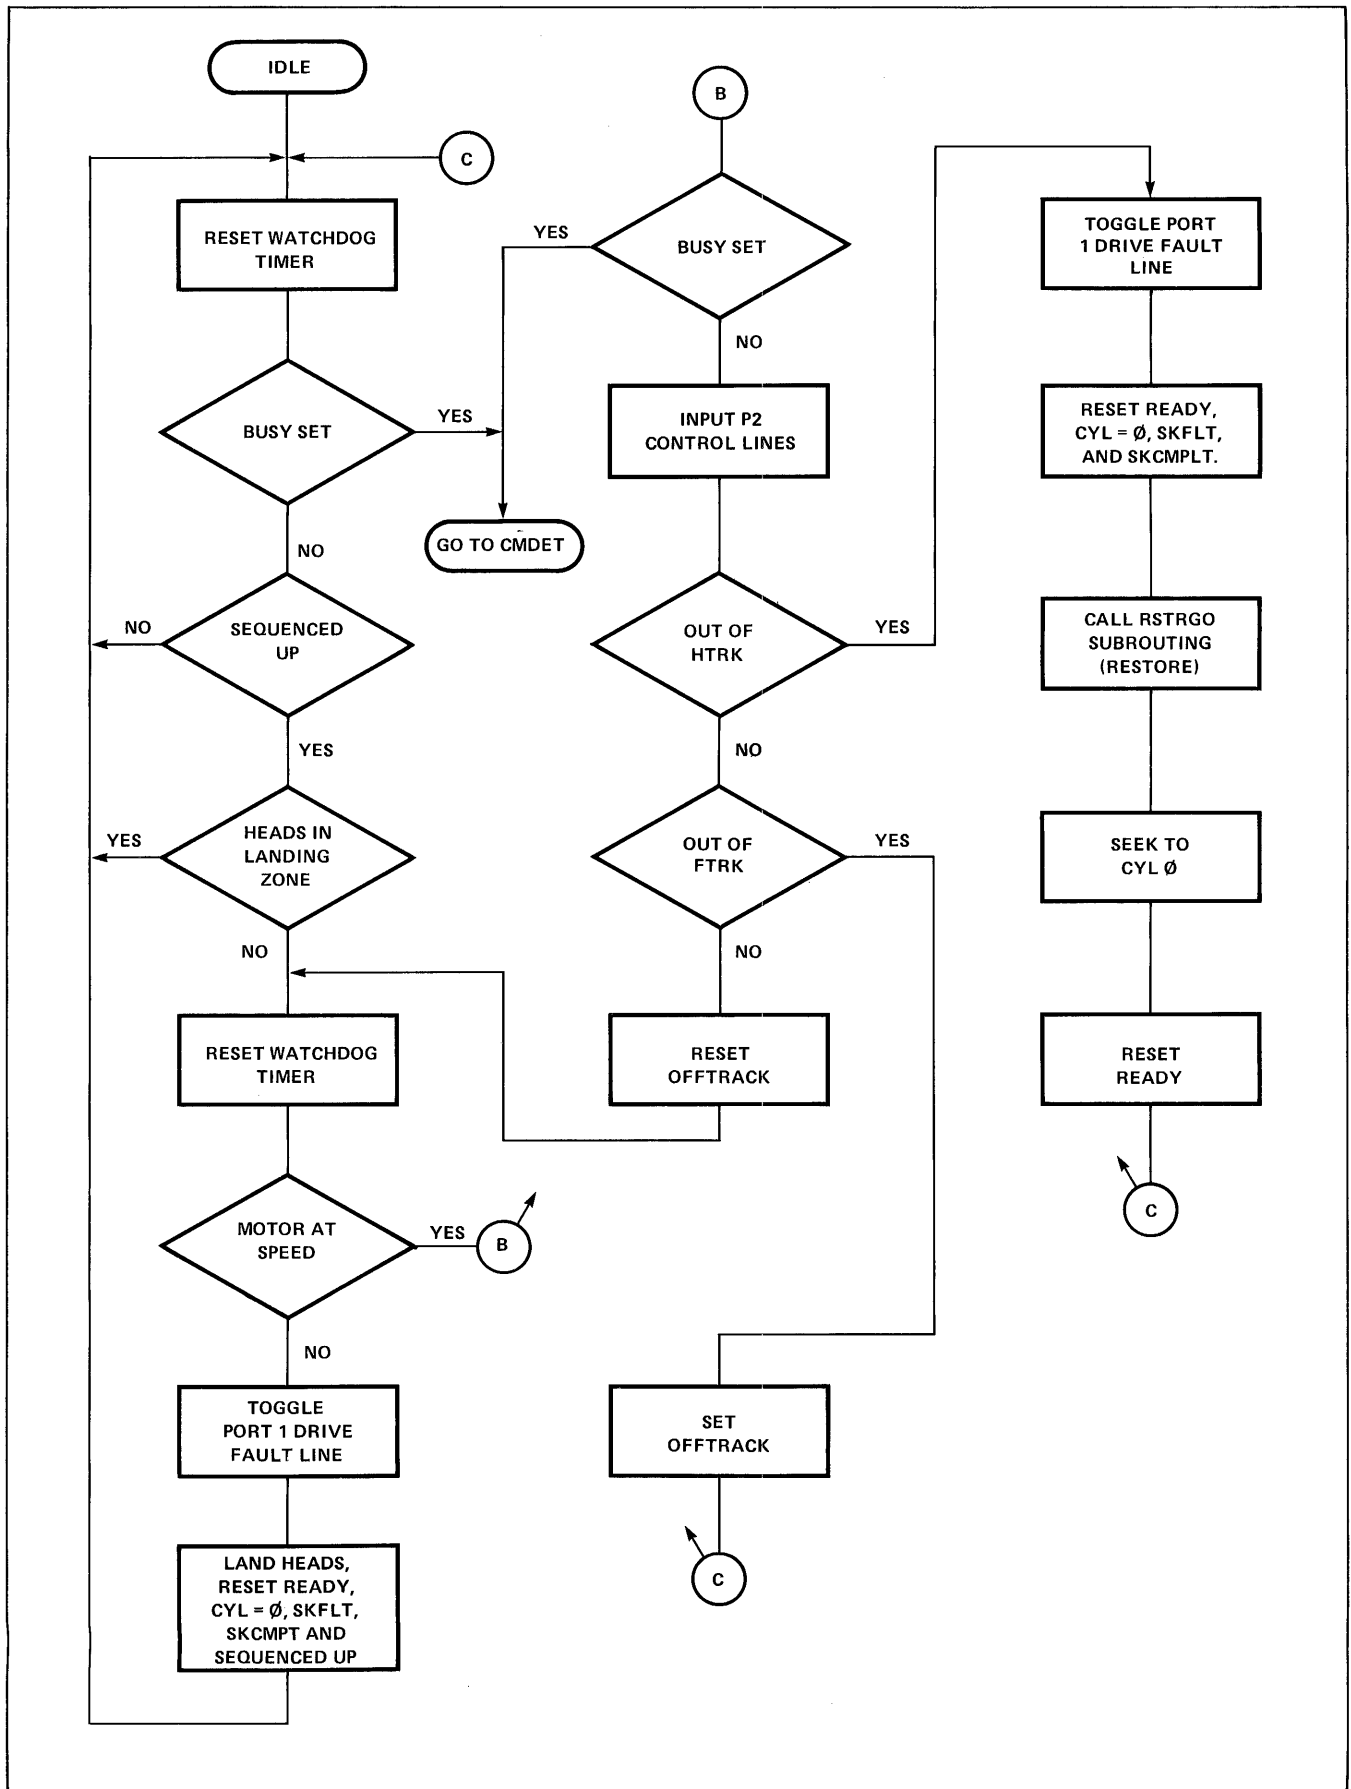 IDLE
C
RESET WATCHDOG
TIMER
BUSY SET
YES
NO
SEQUENCED
UP
NO
YES
HEADS IN
LANDING
ZONE
YES
NO
RESET WATCHDOG
TIMER
MOTOR AT
SPEED
YES
B
NO
TOGGLE
PORT 1 DRIVE
FAULT LINE
LAND HEADS,
RESET READY,
CYL = Ø, SKFLT,
SKCMPT AND
SEQUENCED UP
B
BUSY SET
YES
GO TO CMDET
NO
INPUT P2
CONTROL LINES
OUT OF
HTRK
YES
NO
OUT OF
FTRK
YES
NO
RESET
OFFTRACK
SET
OFFTRACK
C
TOGGLE PORT
1 DRIVE FAULT
LINE
RESET READY,
CYL = Ø, SKFLT,
AND SKCMPLT.
CALL RSTRGO
SUBROUTING
(RESTORE)
SEEK TO
CYL Ø
RESET
READY
C